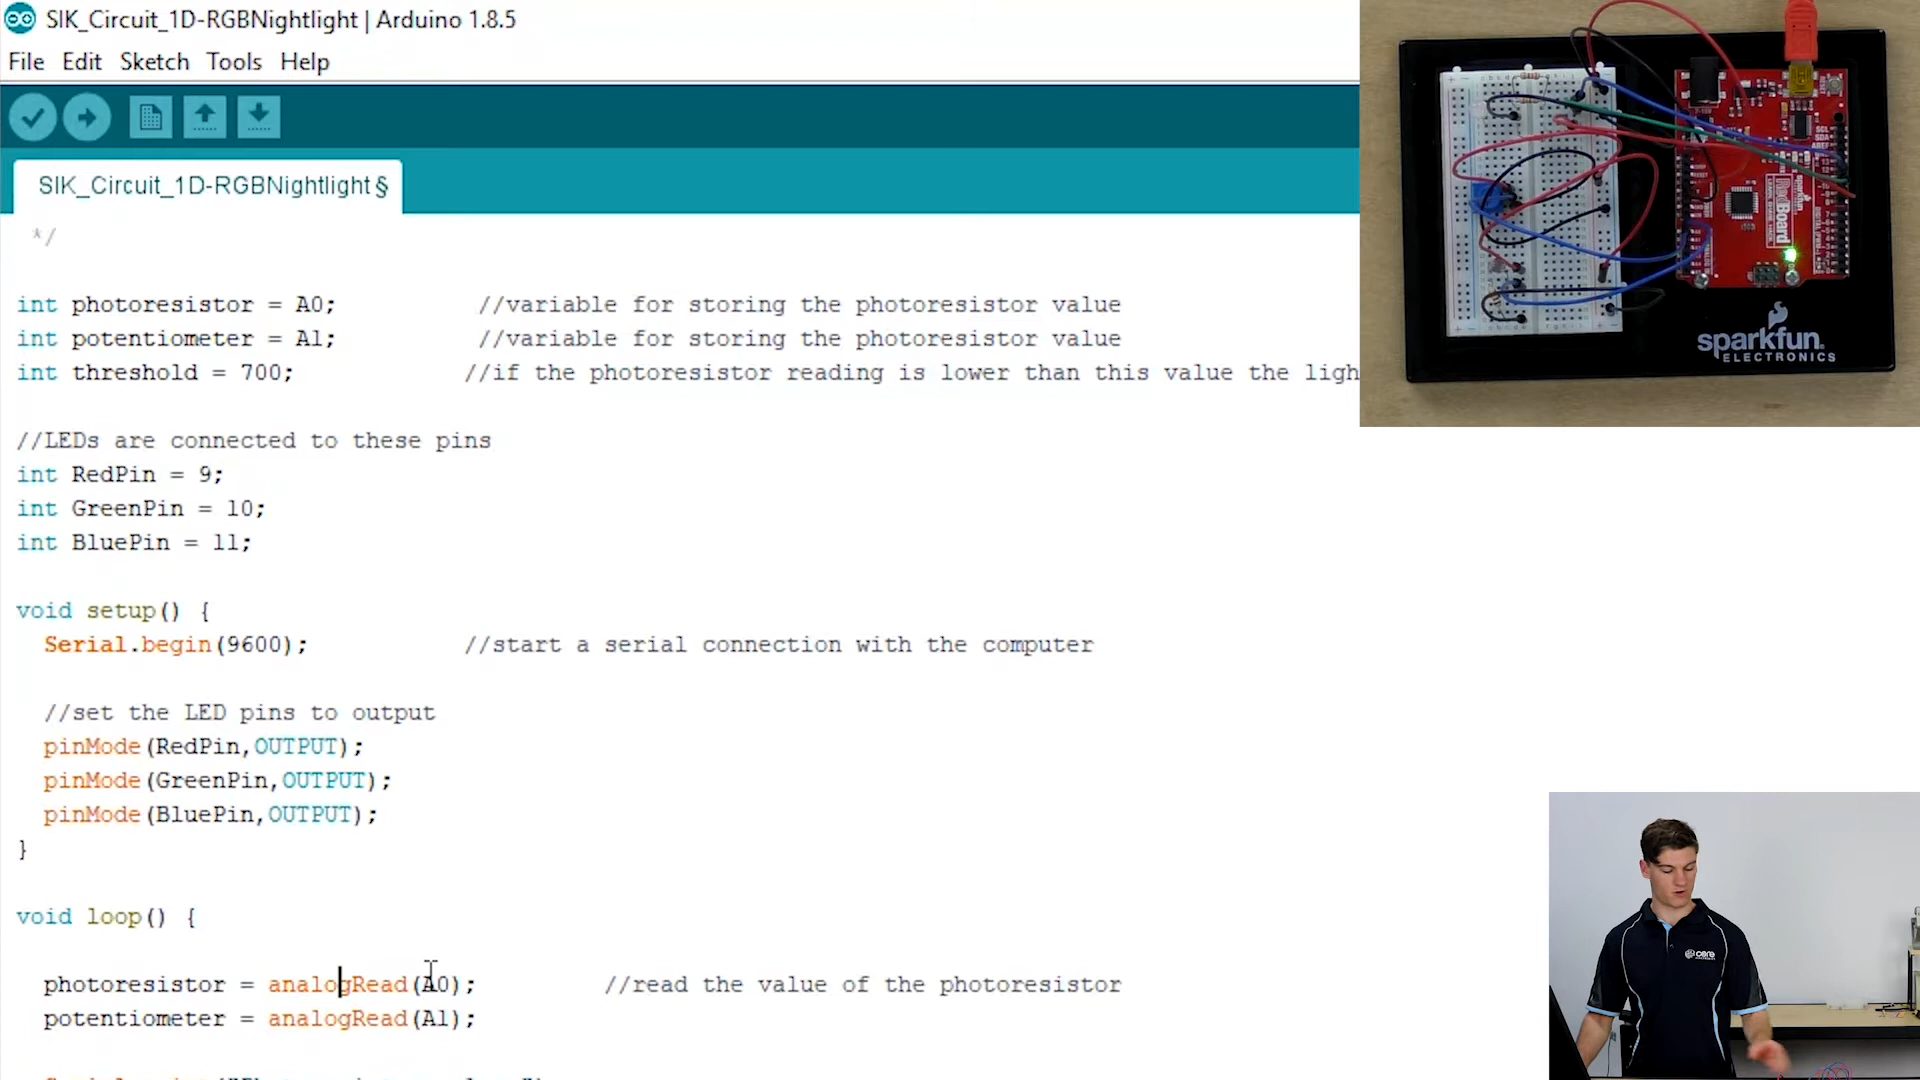 SIK_Circuit_1D-RGBNightlight | Arduino 1.8.5
File Edit Sketch Tools Help
SIK_Circuit_1D-RGBNightlight §
*/
int photoresistor = A0; //variable for storing the photoresistor value
int potentiometer = A1; //variable for storing the photoresistor value
int threshold = 700; //if the photoresistor reading is lower than this value the ligh
//LEDs are connected to these pins
int RedPin = 9;
int GreenPin = 10;
int BluePin = 11;
void setup() {
Serial.begin(9600); //start a serial connection with the computer
//set the LED pins to output
pinMode(RedPin,OUTPUT);
pinMode(GreenPin,OUTPUT);
pinMode(BluePin,OUTPUT);
}
void loop() {
photoresistor = analogRead(A0); //read the value of the photoresistor
potentiometer = analogRead(A1);
sparkfun
ELECTRONICS
RedBoard
core